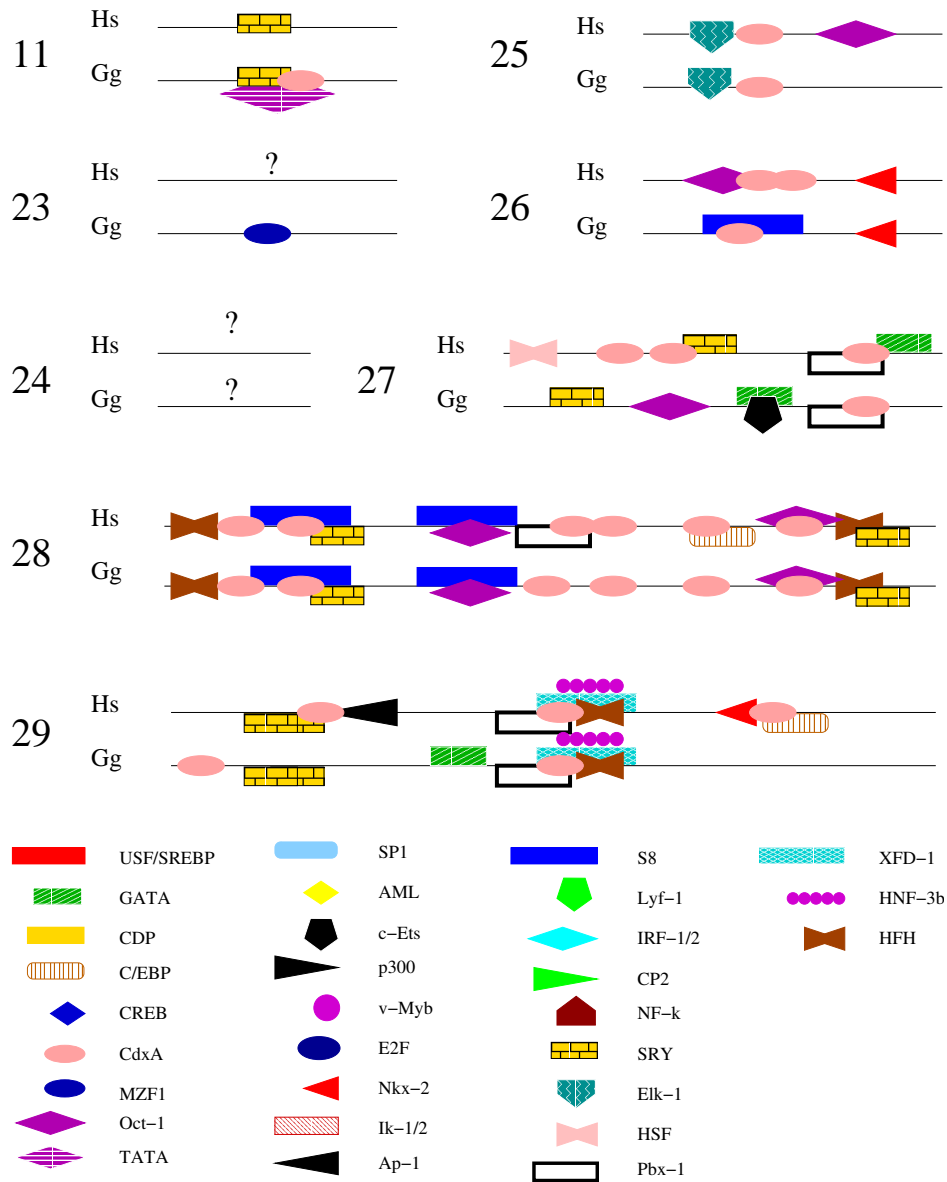 11
Hs
Gg
25
Hs
Gg
23
Hs
?
Gg
26
Hs
Gg
24
Hs
?
Gg
?
27
Hs
Gg
28
Hs
Gg
29
Hs
Gg
USF/SREBP
GATA
CDP
C/EBP
CREB
CdxA
MZF1
Oct−1
TATA
SP1
AML
c−Ets
p300
v−Myb
E2F
Nkx−2
Ik−1/2
Ap−1
S8
Lyf−1
IRF−1/2
CP2
NF−k
SRY
Elk−1
HSF
Pbx−1
XFD−1
HNF−3b
HFH